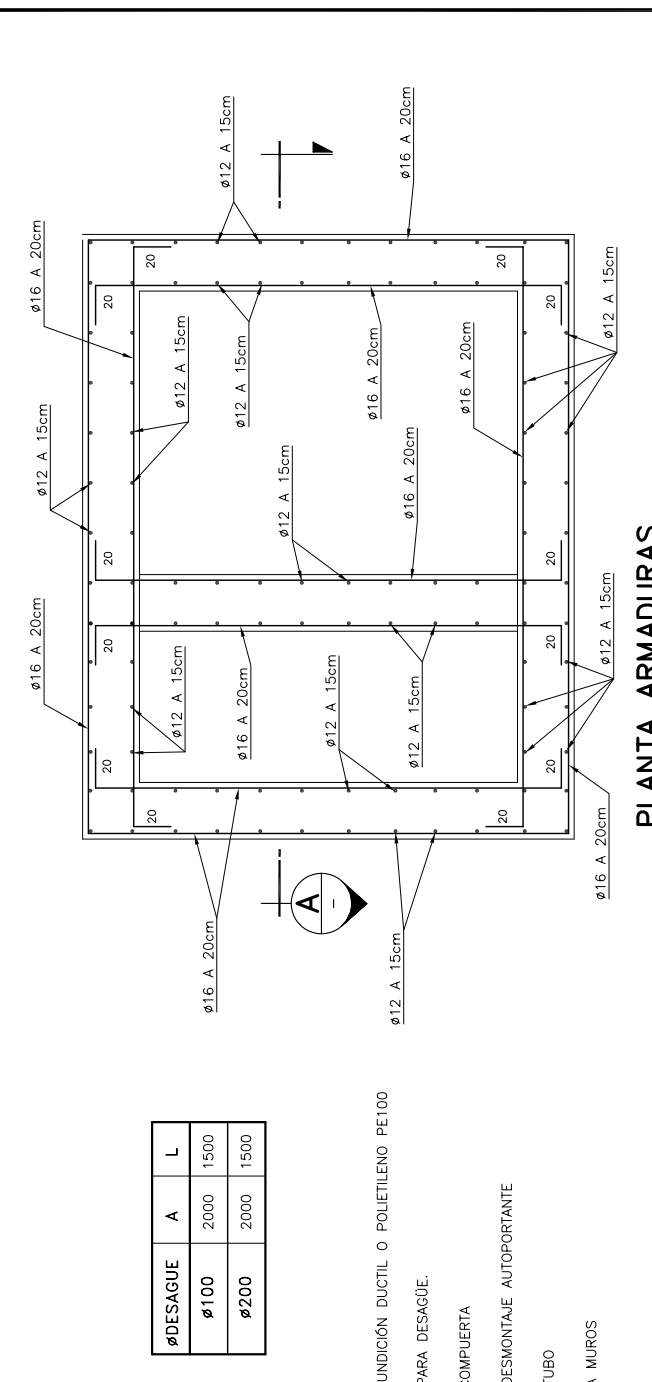 øDESAGUE A L
ø100 2000 1500
ø200 2000 1500
UNDICIÓN DUCTIL O POLIETILENO PE100
PARA DESAGÜE.
COMPUERTA
DESMONTAJE AUTOPORTANTE
TUBO
A MUROS
ø16 A 20cm
ø12 A 15cm
ø16 A 20cm
20
20
20
20
20
20
ø12 A 15cm
ø12 A 15cm
ø16 A 20cm
ø12 A 15cm
ø16 A 20cm
ø12 A 15cm
ø12 A 15cm
A
-
ø12 A 15cm
ø16 A 20cm
ø12 A 15cm
ø16 A 20cm
ø12 A 15cm
ø16 A 20cm
ø16 A 20cm
20
20
20
20
20
20
ø16 A 20cm
ø12 A 15cm
ø12 A 15cm
PLANTA ARMADURAS